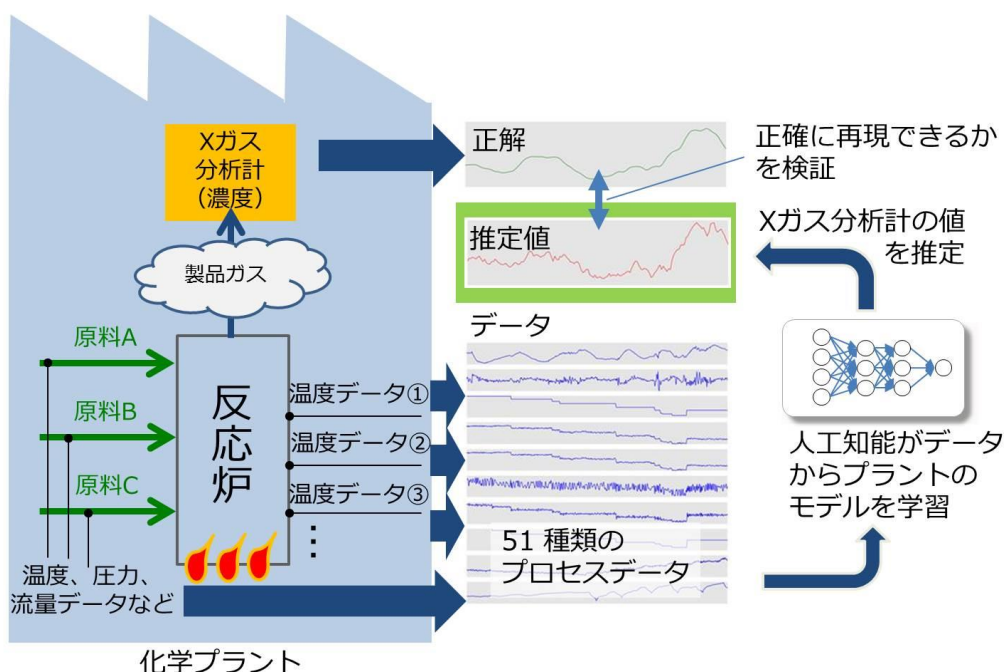 Xガス
分析計
（濃度）
製品ガス
原料A
原料B
原料C
反応炉
温度データ①
温度データ②
温度データ③
⋮
温度、圧力、
流量データなど
化学プラント
正解
推定値
データ
51 種類の
プロセスデータ
正確に再現できるか
を検証
Xガス分析計の値
を推定
人工知能がデータ
からプラントの
モデルを学習